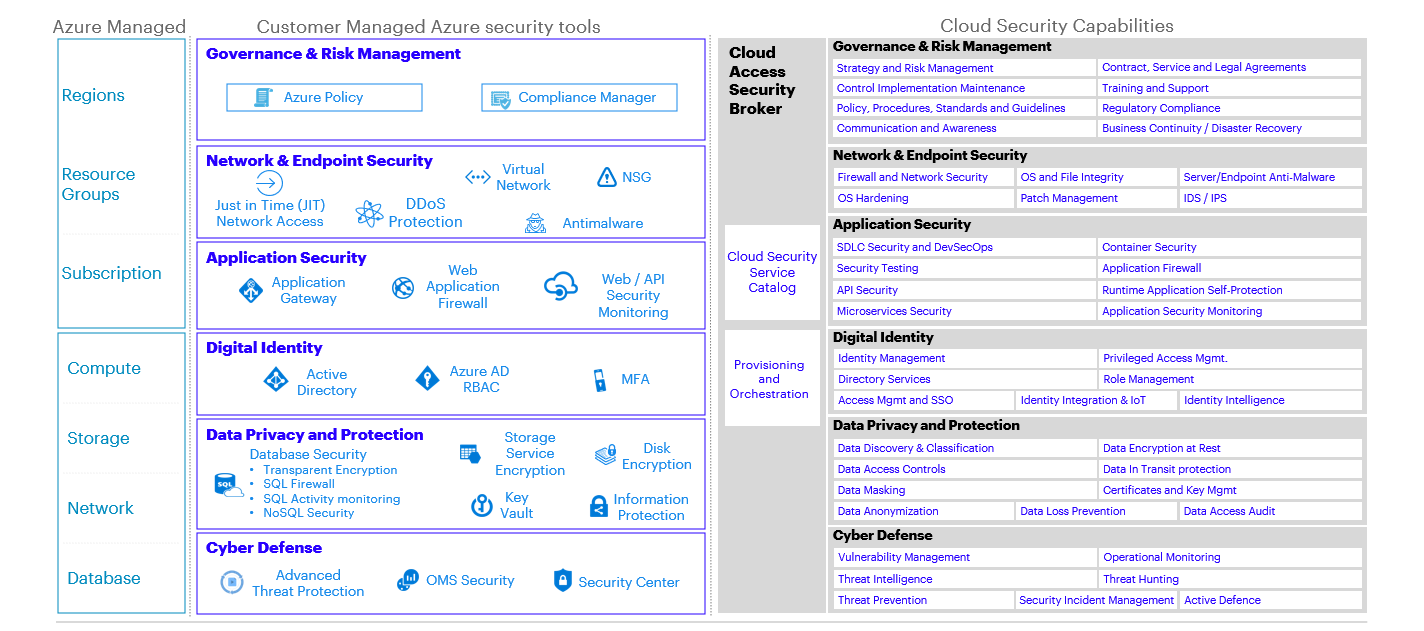 Azure Managed
Customer Managed Azure security tools
Cloud Security Capabilities
Regions
Resource
Groups
Subscription
Compute
Storage
Network
Database
Governance & Risk Management
Azure Policy
Compliance Manager
Network & Endpoint Security
Just in Time (JIT)
Network Access
DDoS
Protection
Virtual
Network
NSG
Antimalware
Application Security
Application
Gateway
Web
Application
Firewall
Web / API
Security
Monitoring
Digital Identity
Active
Directory
Azure AD
RBAC
MFA
Data Privacy and Protection
Database Security
• Transparent Encryption
• SQL Firewall
• SQL Activity monitoring
• NoSQL Security
SQL
Storage
Service
Encryption
Disk
Encryption
Key
Vault
Information
Protection
Cyber Defense
Advanced
Threat Protection
OMS Security
Security Center
Cloud
Access
Security
Broker
Cloud Security
Service
Catalog
Provisioning
and
Orchestration
Governance & Risk Management
Strategy and Risk Management
Contract, Service and Legal Agreements
Control Implementation Maintenance
Training and Support
Policy, Procedures, Standards and Guidelines
Regulatory Compliance
Communication and Awareness
Business Continuity / Disaster Recovery
Network & Endpoint Security
Firewall and Network Security
OS and File Integrity
Server/Endpoint Anti-Malware
OS Hardening
Patch Management
IDS / IPS
Application Security
SDLC Security and DevSecOps
Container Security
Security Testing
Application Firewall
API Security
Runtime Application Self-Protection
Microservices Security
Application Security Monitoring
Digital Identity
Identity Management
Privileged Access Mgmt.
Directory Services
Role Management
Access Mgmt and SSO
Identity Integration & IoT
Identity Intelligence
Data Privacy and Protection
Data Discovery & Classification
Data Encryption at Rest
Data Access Controls
Data In Transit protection
Data Masking
Certificates and Key Mgmt
Data Anonymization
Data Loss Prevention
Data Access Audit
Cyber Defense
Vulnerability Management
Operational Monitoring
Threat Intelligence
Threat Hunting
Threat Prevention
Security Incident Management
Active Defence